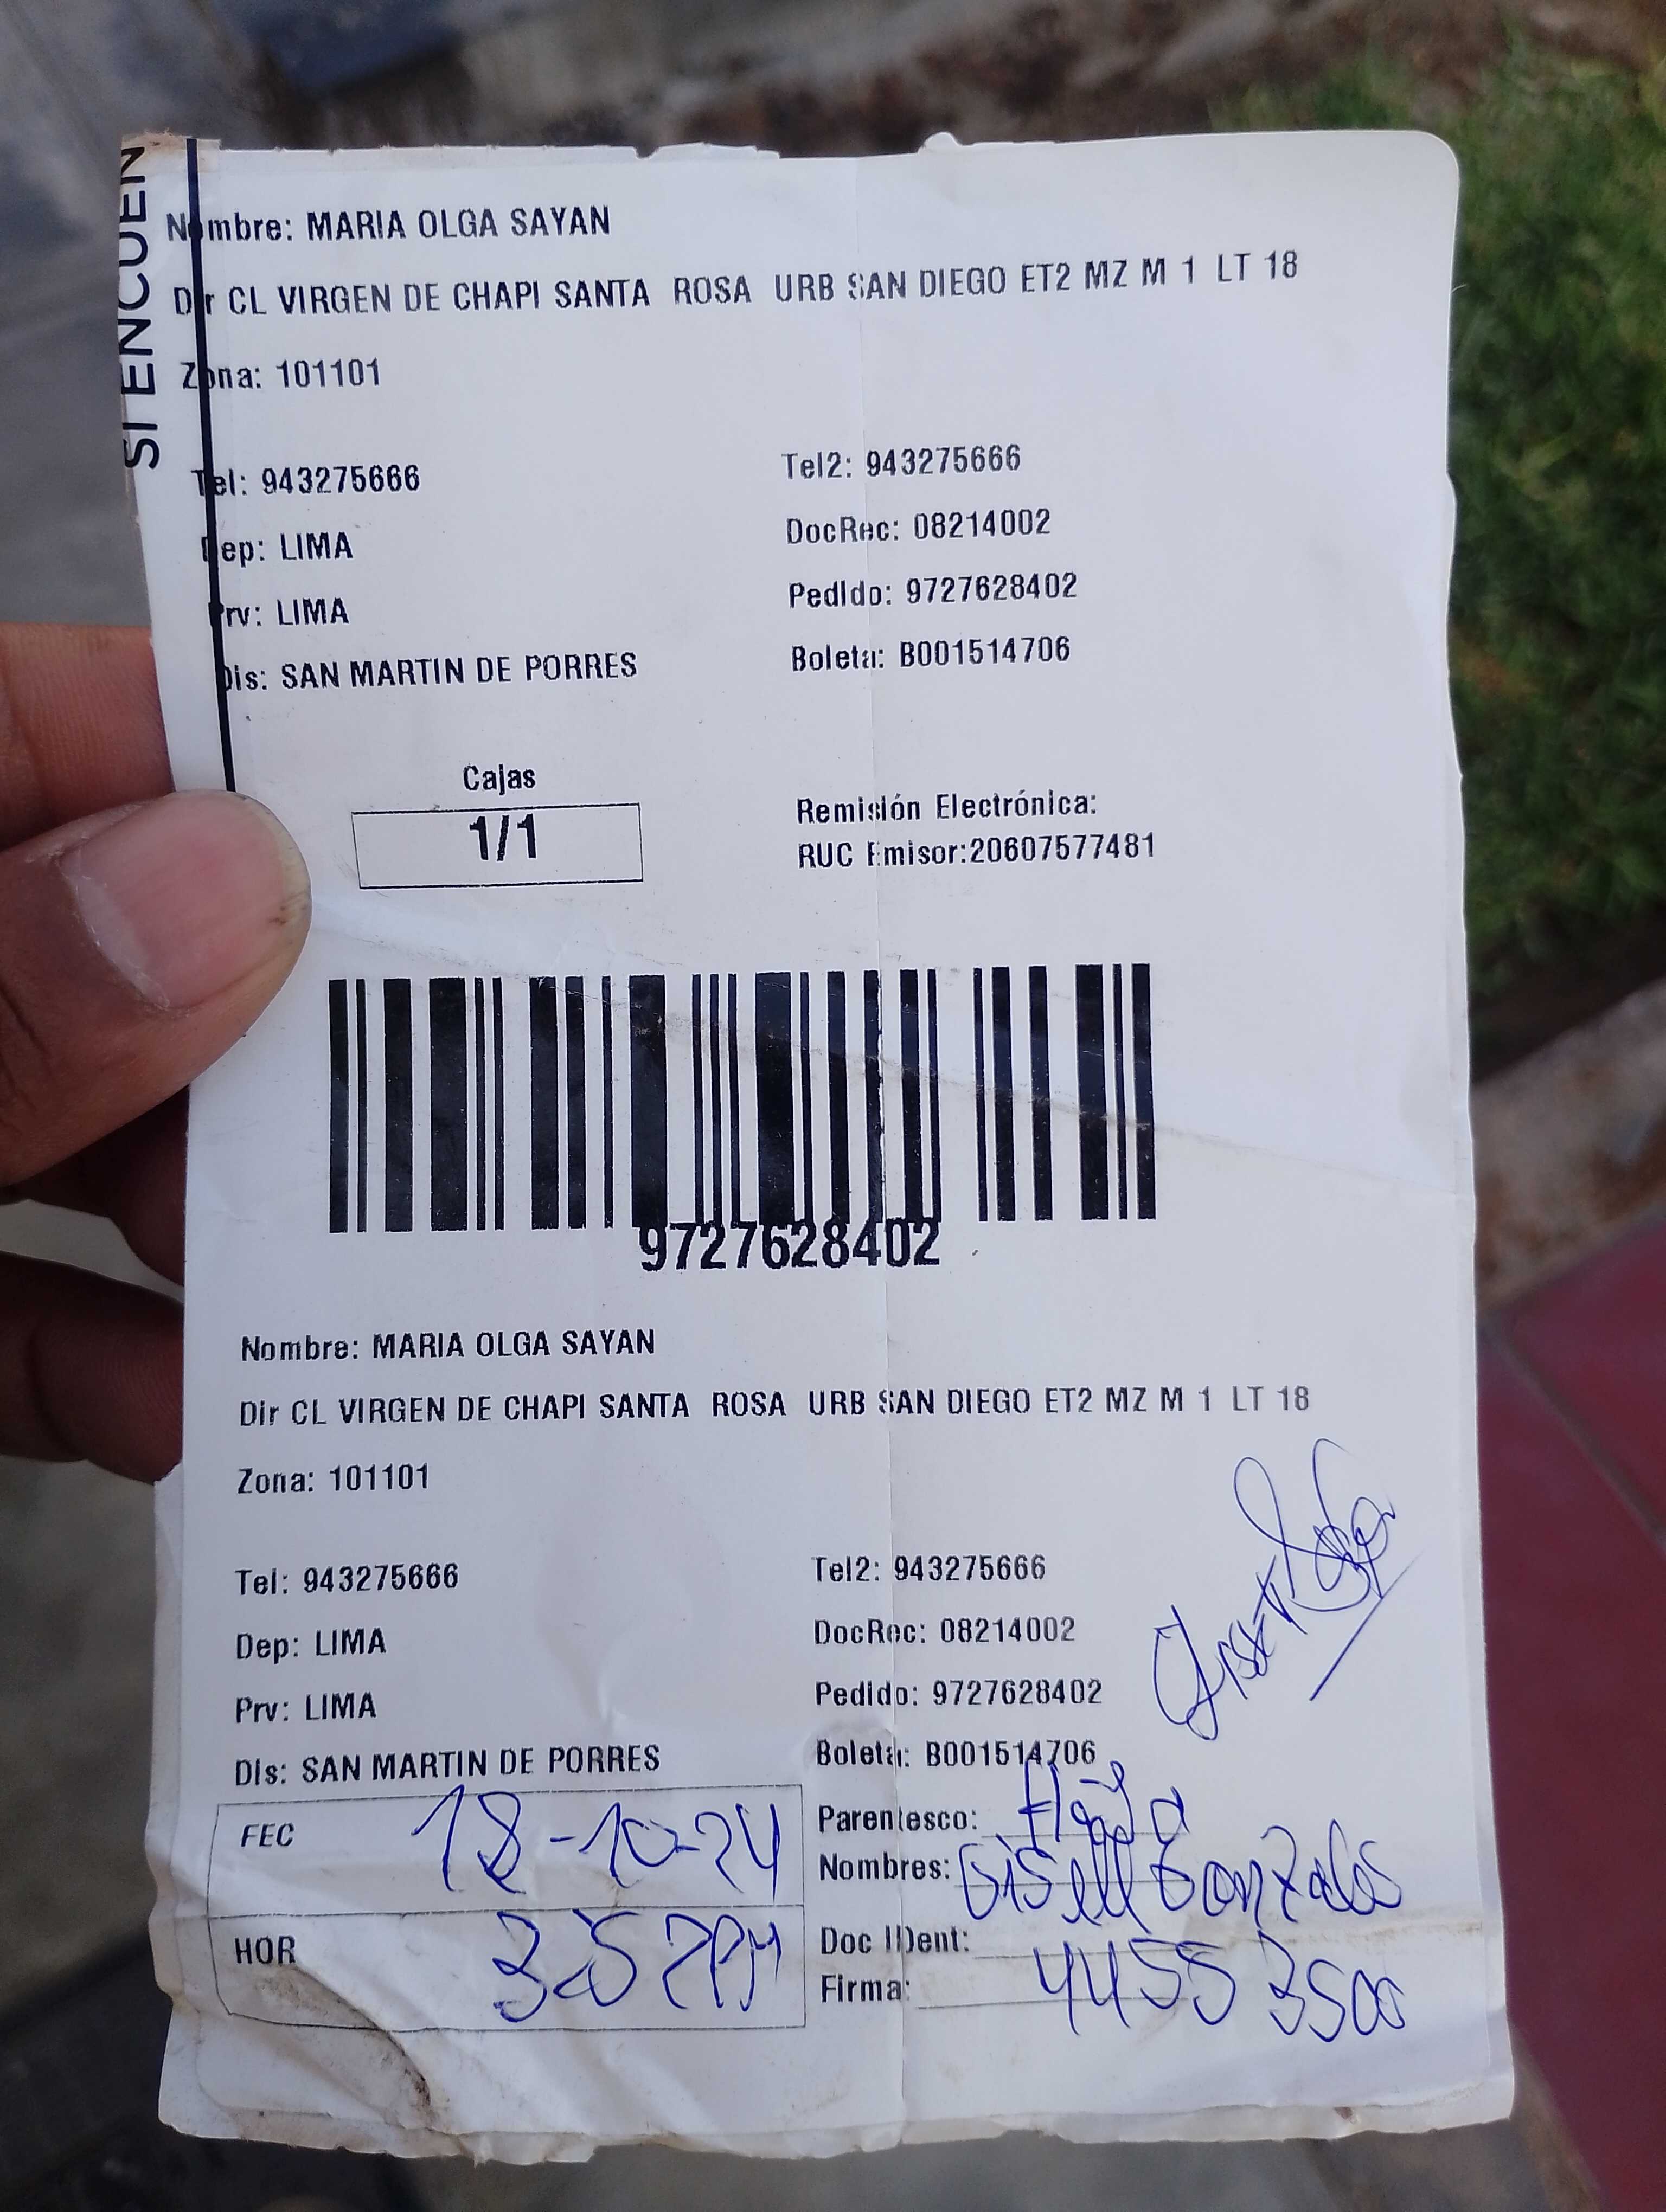 SI ENCUEN
Nombre: MARIA OLGA SAYAN
Dir CL VIRGEN DE CHAPI SANTA ROSA URB SAN DIEGO ET2 MZ M 1 LT 18
Zona: 101101
Tel: 943275666 Tel2: 943275666
Dep: LIMA DocRec: 08214002
Prv: LIMA Pedido: 9727628402
Dis: SAN MARTIN DE PORRES Boleta: B001514706
Cajas
1/1
Remisión Electrónica:
RUC Emisor:20607577481
9727628402
Nombre: MARIA OLGA SAYAN
Dir CL VIRGEN DE CHAPI SANTA ROSA URB SAN DIEGO ET2 MZ M 1 LT 18
Zona: 101101
Tel: 943275666 Tel2: 943275666
Dep: LIMA DocRec: 08214002
Prv: LIMA Pedido: 9727628402
Dis: SAN MARTIN DE PORRES Boleta: B001514706
FEC 18-10-24
HOR
Parentesco:
Nombres: Gisell Gonzales
Doc IDent:
Firma: 44553500